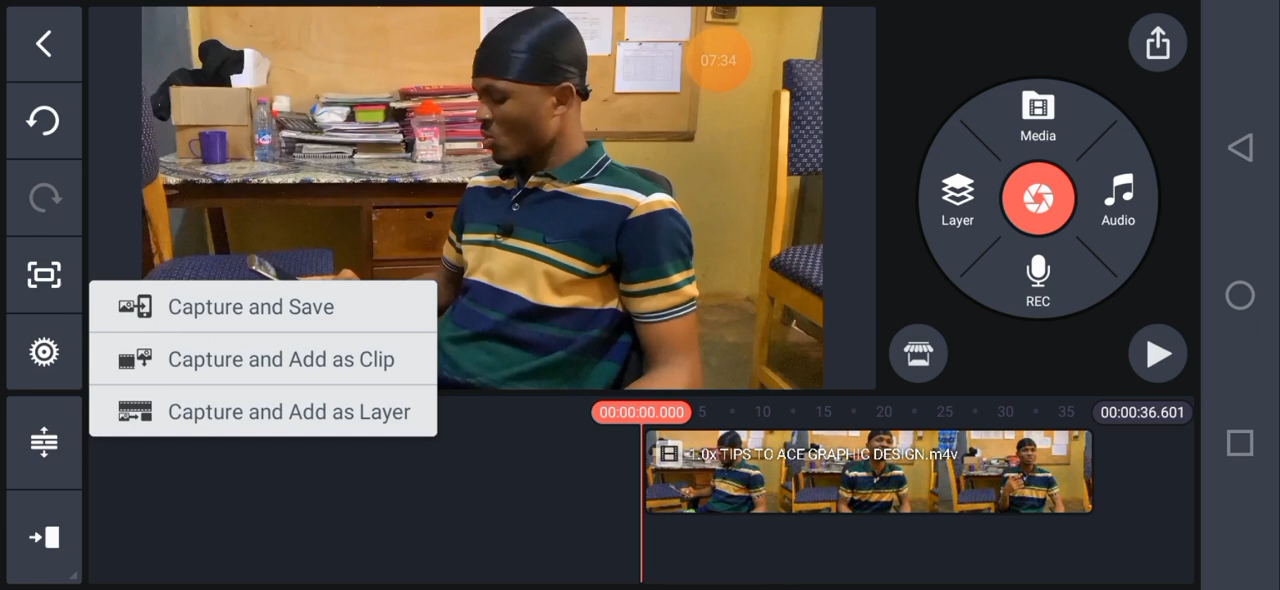 07:34
Media
Layer
Audio
REC
Capture and Save
Capture and Add as Clip
Capture and Add as Layer
00:00:00.000 5 10 15 20 25 30 35 00:00:36.601
1.0x TIPS TO ACE GRAPHIC DESIGN.m4v